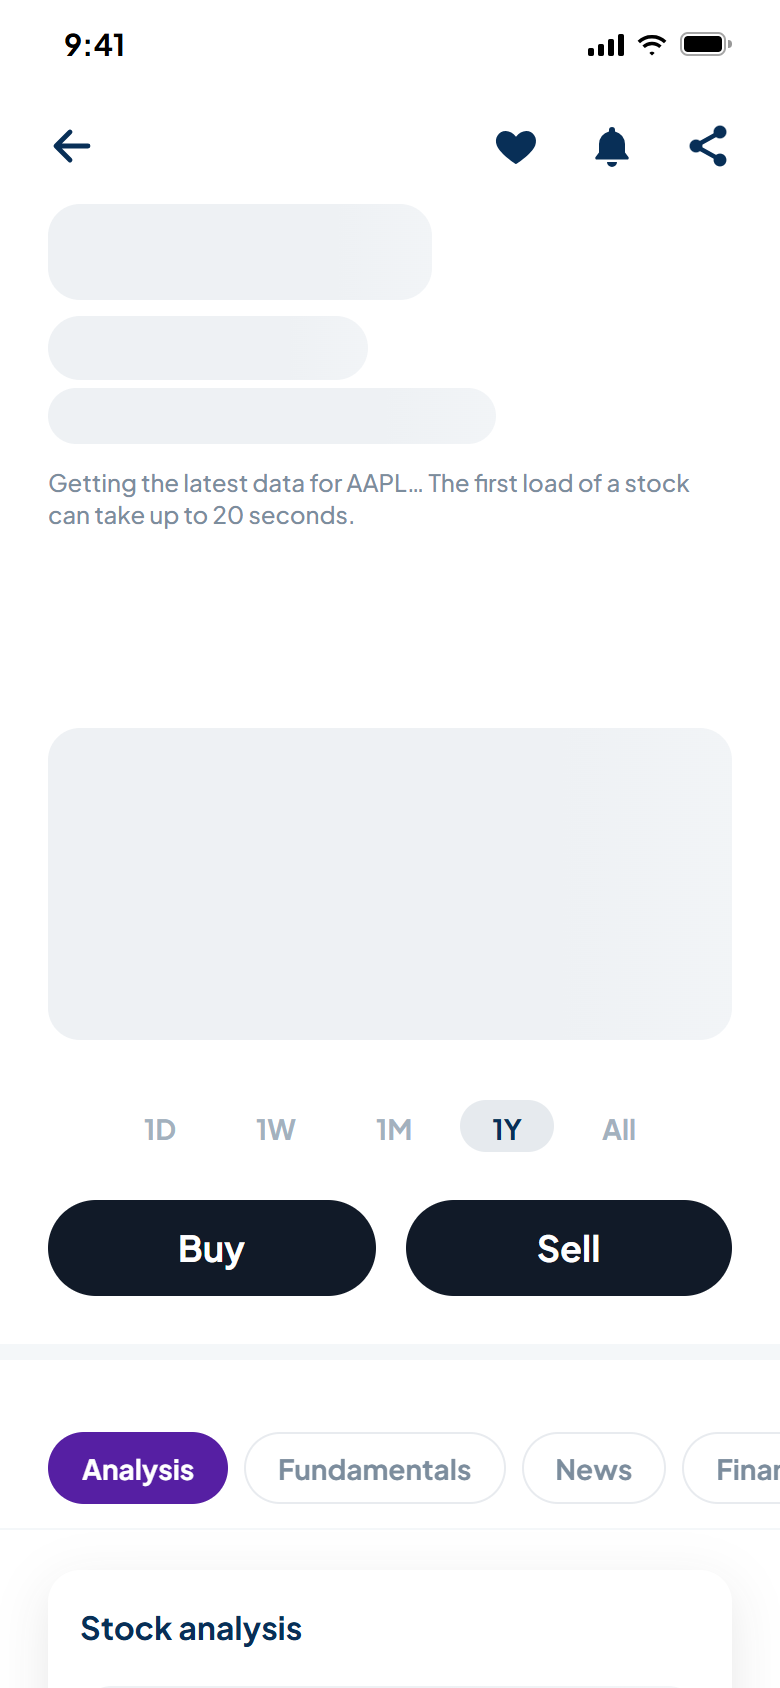 9:41
Getting the latest data for AAPL... The first load of a stock
can take up to 20 seconds.
1D 1W 1M 1Y All
Buy Sell
Analysis Fundamentals News Finan
Stock analysis